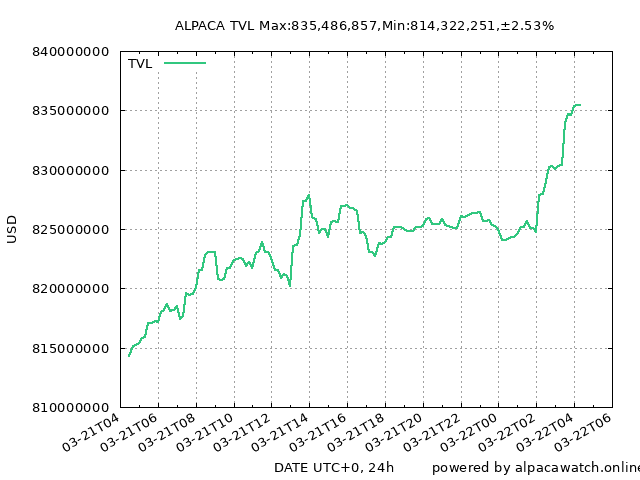 ALPACA TVL Max:835,486,857,Min:814,322,251,±2.53%
840000000
835000000
830000000
825000000
820000000
815000000
810000000
USD
TVL
03-21T04
03-21T06
03-21T08
03-21T10
03-21T12
03-21T14
03-21T16
03-21T18
03-21T20
03-21T22
03-22T00
03-22T02
03-22T04
03-22T06
DATE UTC+0, 24h
powered by alpacawatch.online